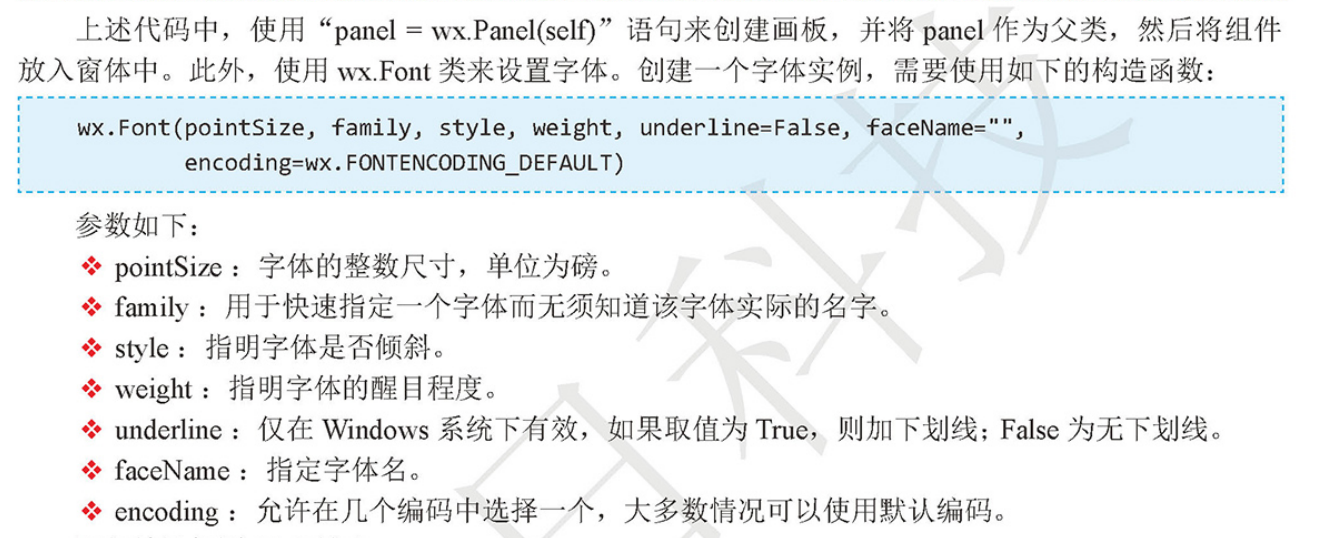 上述代码中，使用“panel = wx.Panel(self)”语句来创建画板，并将 panel 作为父类，然后将组件
放入窗体中。此外，使用 wx.Font 类来设置字体。创建一个字体实例，需要使用如下的构造函数：
wx.Font(pointSize, family, style, weight, underline=False, faceName="",
encoding=wx.FONTENCODING_DEFAULT)
参数如下：
❖ pointSize：字体的整数尺寸，单位为磅。
❖ family：用于快速指定一个字体而无须知道该字体实际的名字。
❖ style：指明字体是否倾斜。
❖ weight：指明字体的醒目程度。
❖ underline：仅在 Windows 系统下有效，如果取值为 True，则加下划线；False 为无下划线。
❖ faceName：指定字体名。
❖ encoding：允许在几个编码中选择一个，大多数情况可以使用默认编码。
日科技